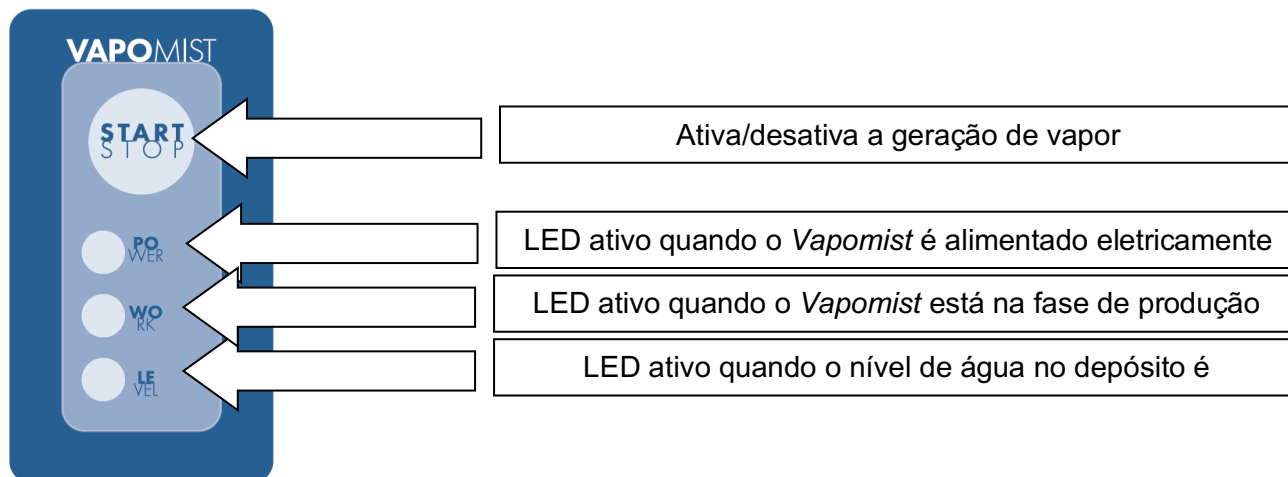 VAPOMIST
START
STOP
Ativa/desativa a geração de vapor
PO
WER
LED ativo quando o Vapomist é alimentado eletricamente
WO
RK
LED ativo quando o Vapomist está na fase de produção
LE
VEL
LED ativo quando o nível de água no depósito é